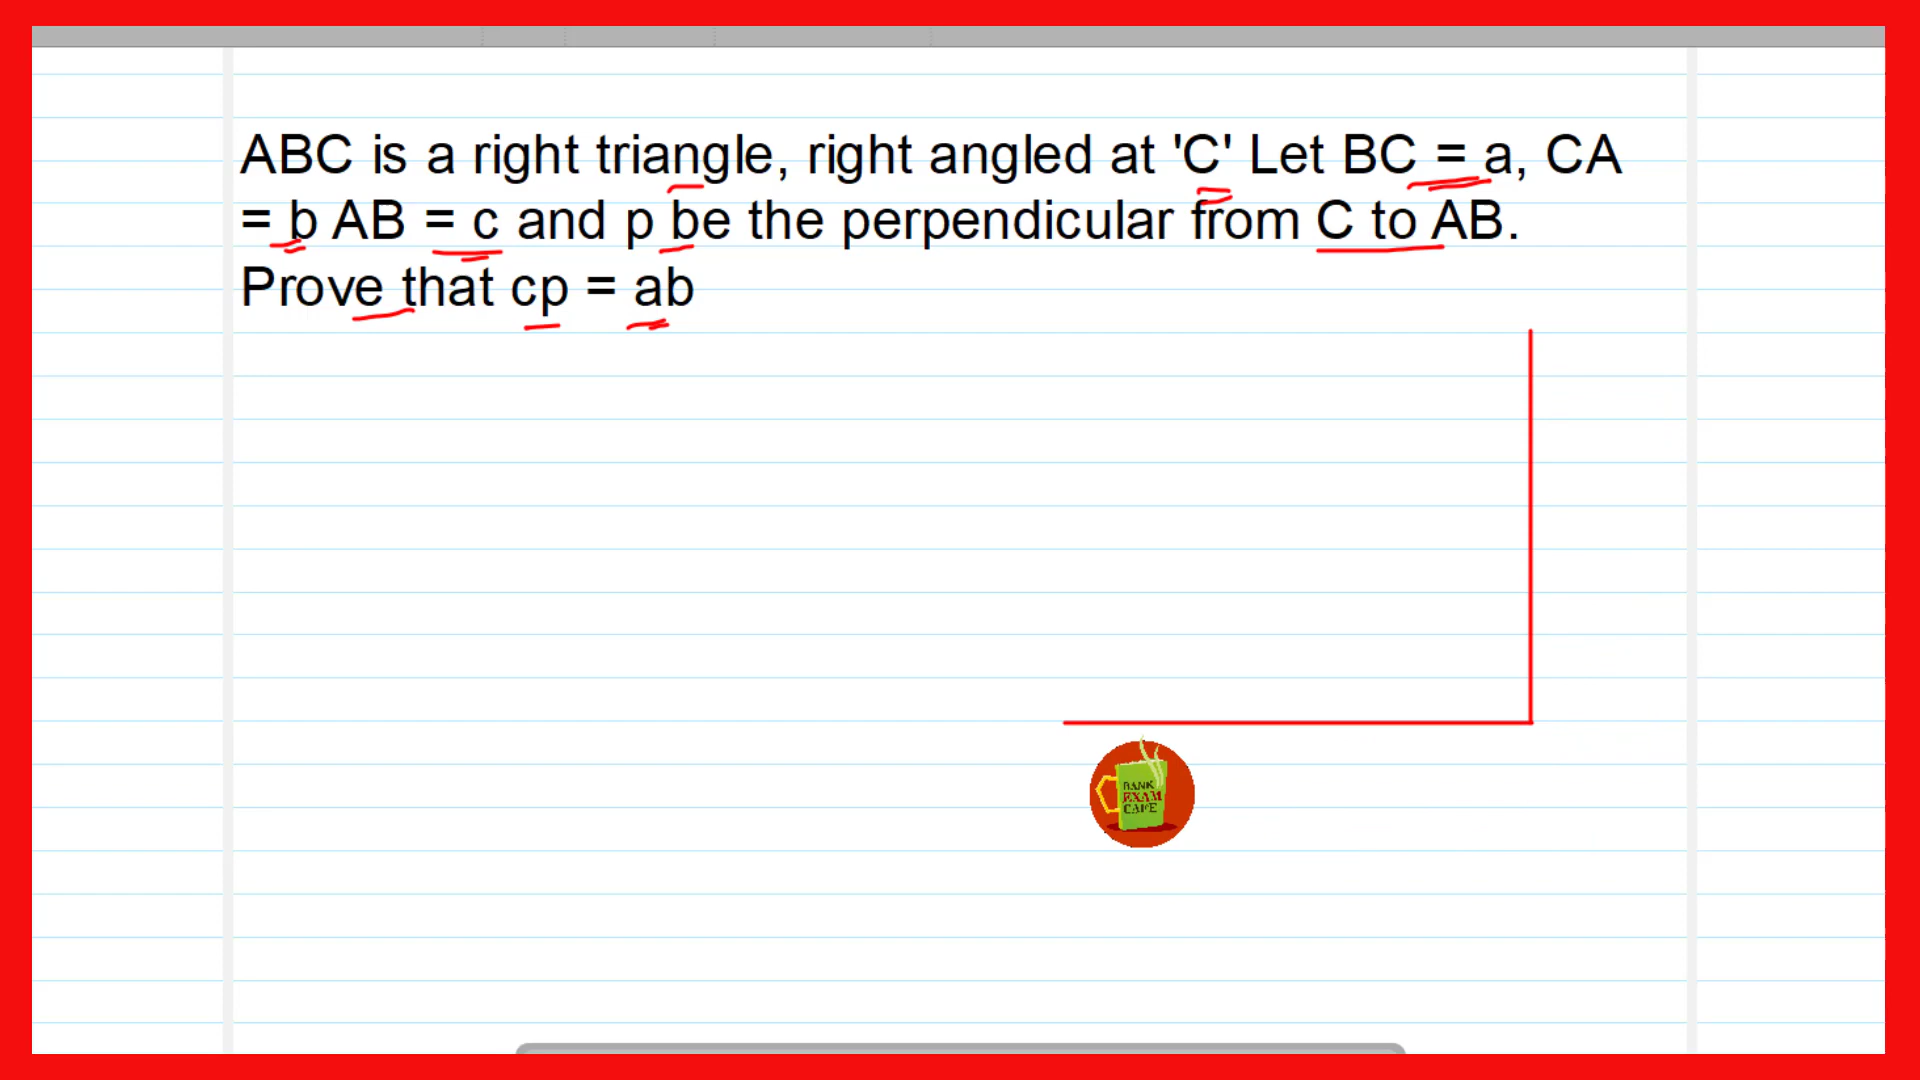 ABC is a right triangle, right angled at 'C' Let BC = a, CA
= b AB = c and p be the perpendicular from C to AB.
Prove that cp = ab
BANK
EXAM
CAFE